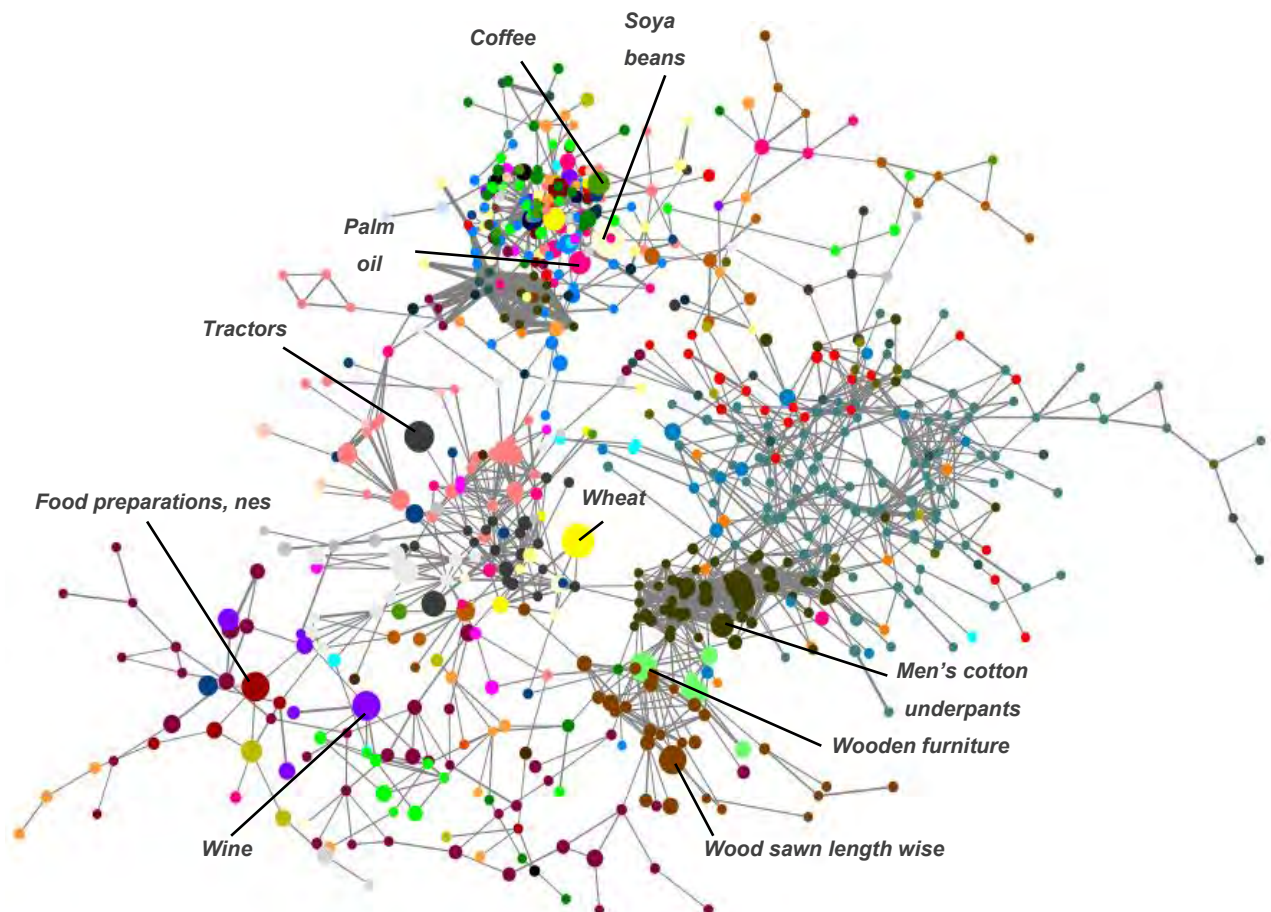 Soya
beans
Coffee
Palm
oil
Tractors
Food preparations, nes
Wheat
Men's cotton
underpants
Wooden furniture
Wine
Wood sawn length wise